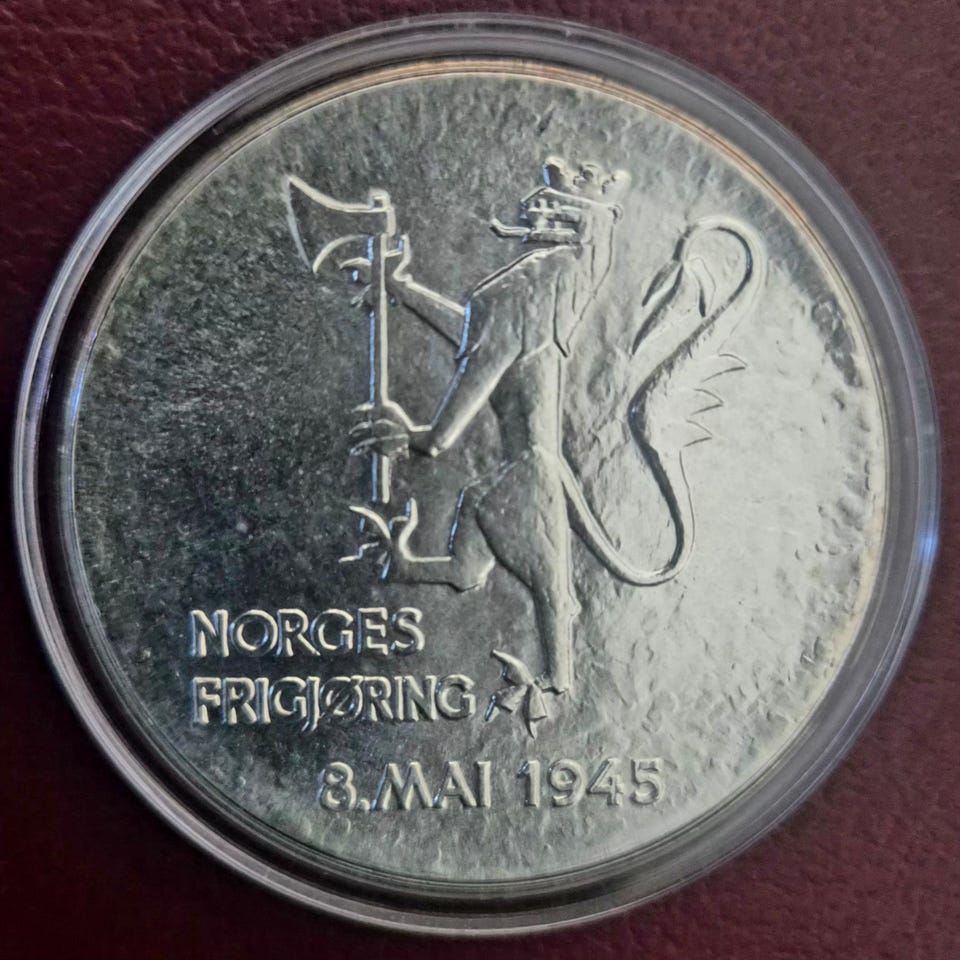 NORGES
FRIGJØRING
8. MAI 1945